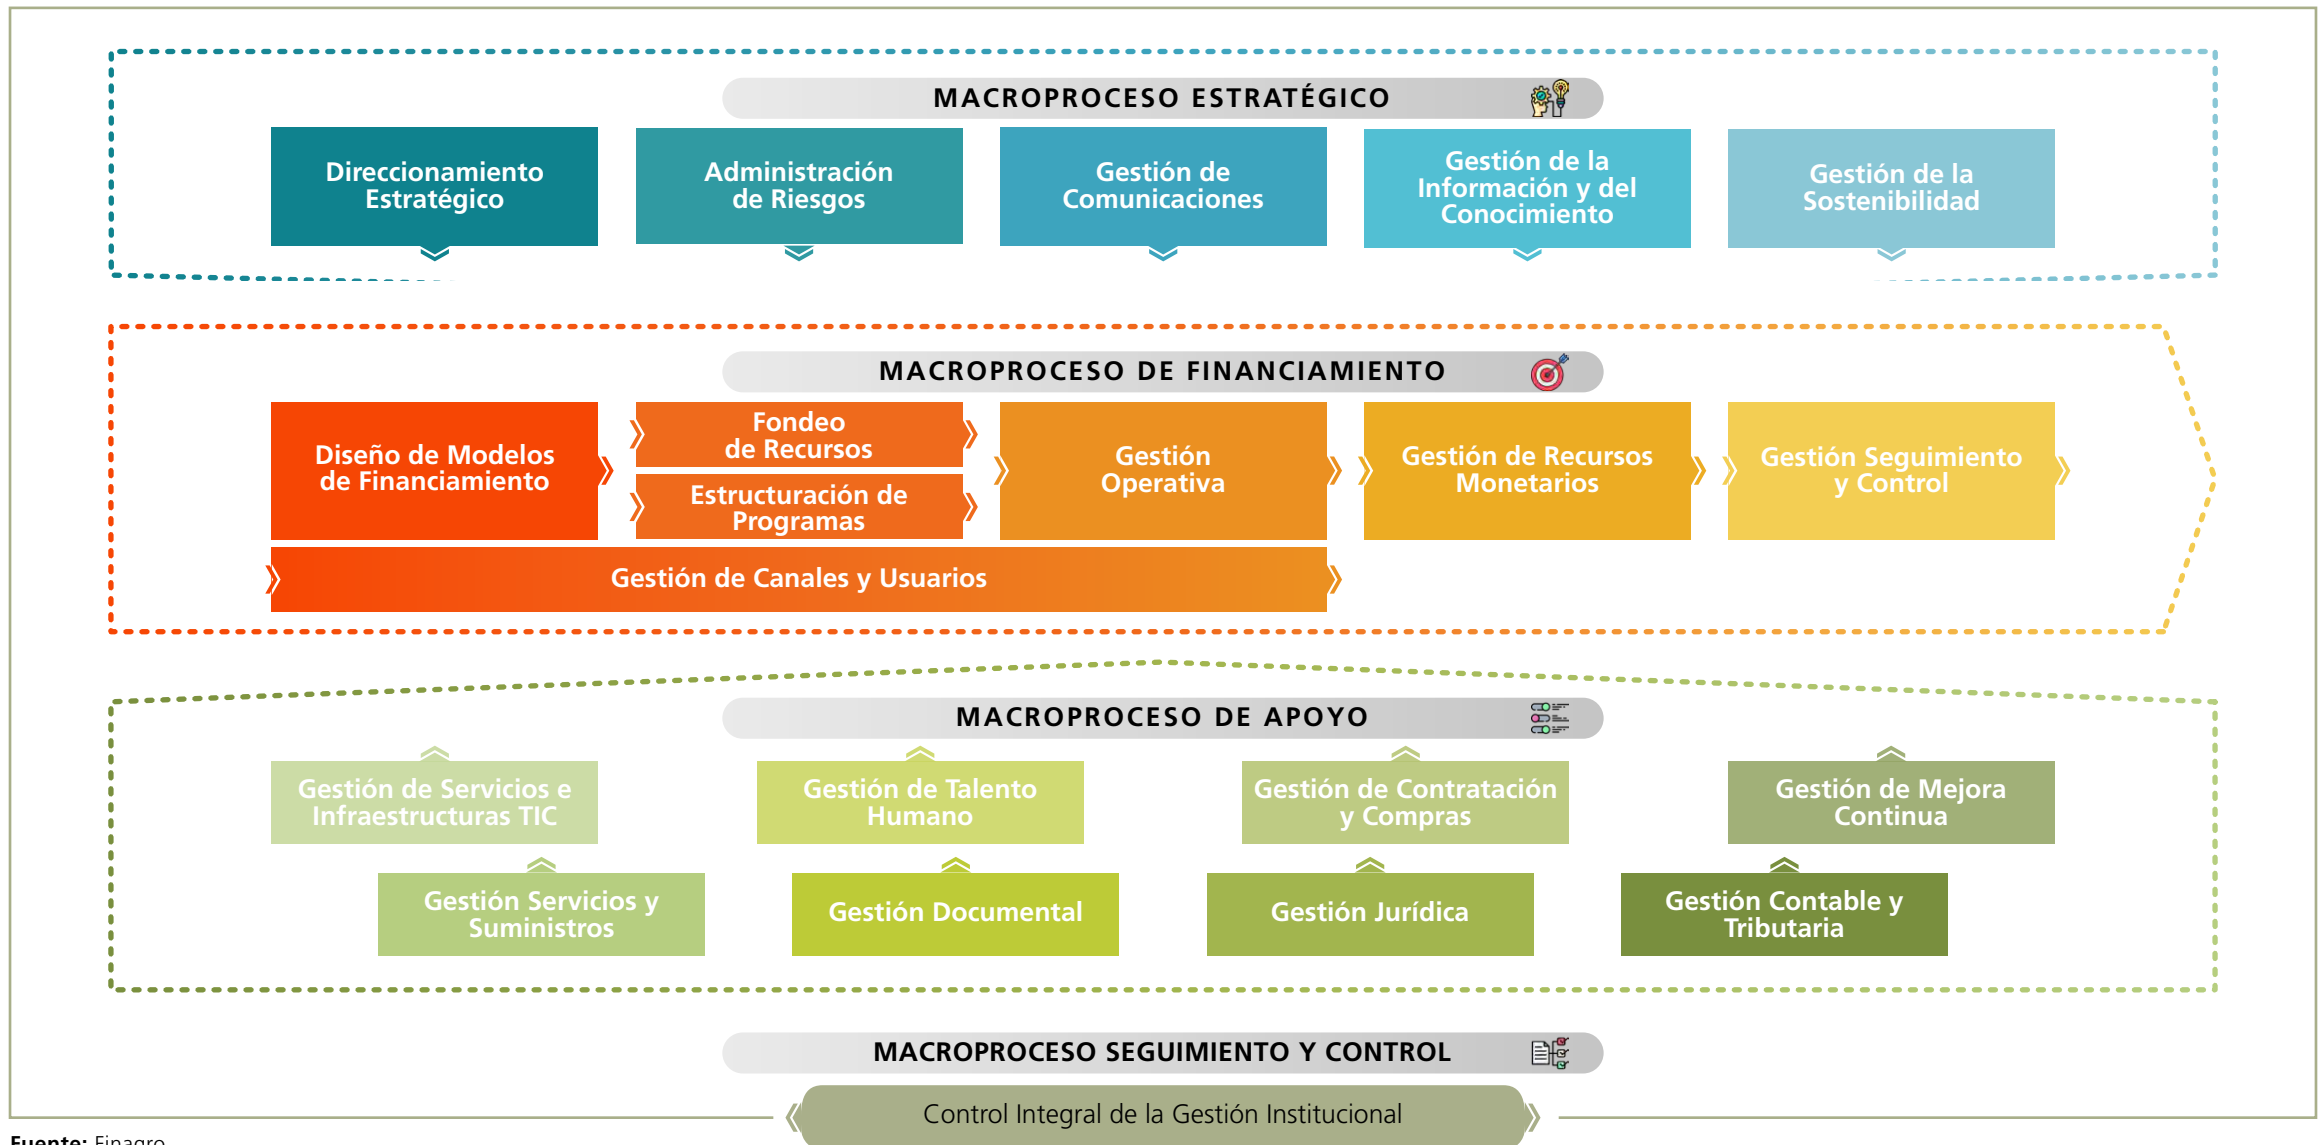 MACROPROCESO ESTRATÉGICO
Direccionamiento
Estratégico
Administración
de Riesgos
Gestión de
Comunicaciones
Gestión de la
Información y del
Conocimiento
Gestión de la
Sostenibilidad
MACROPROCESO DE FINANCIAMIENTO
Diseño de Modelos
de Financiamiento
Fondeo
de Recursos
Estructuración de
Programas
Gestión
Operativa
Gestión de Recursos
Monetarios
Gestión Seguimiento
y Control
Gestión de Canales y Usuarios
MACROPROCESO DE APOYO
Gestión de Servicios e
Infraestructuras TIC
Gestión de Talento
Humano
Gestión de Contratación
y Compras
Gestión de Mejora
Continua
Gestión Servicios y
Suministros
Gestión Documental
Gestión Jurídica
Gestión Contable y
Tributaria
MACROPROCESO SEGUIMIENTO Y CONTROL
Control Integral de la Gestión Institucional
Fuente: Finagro